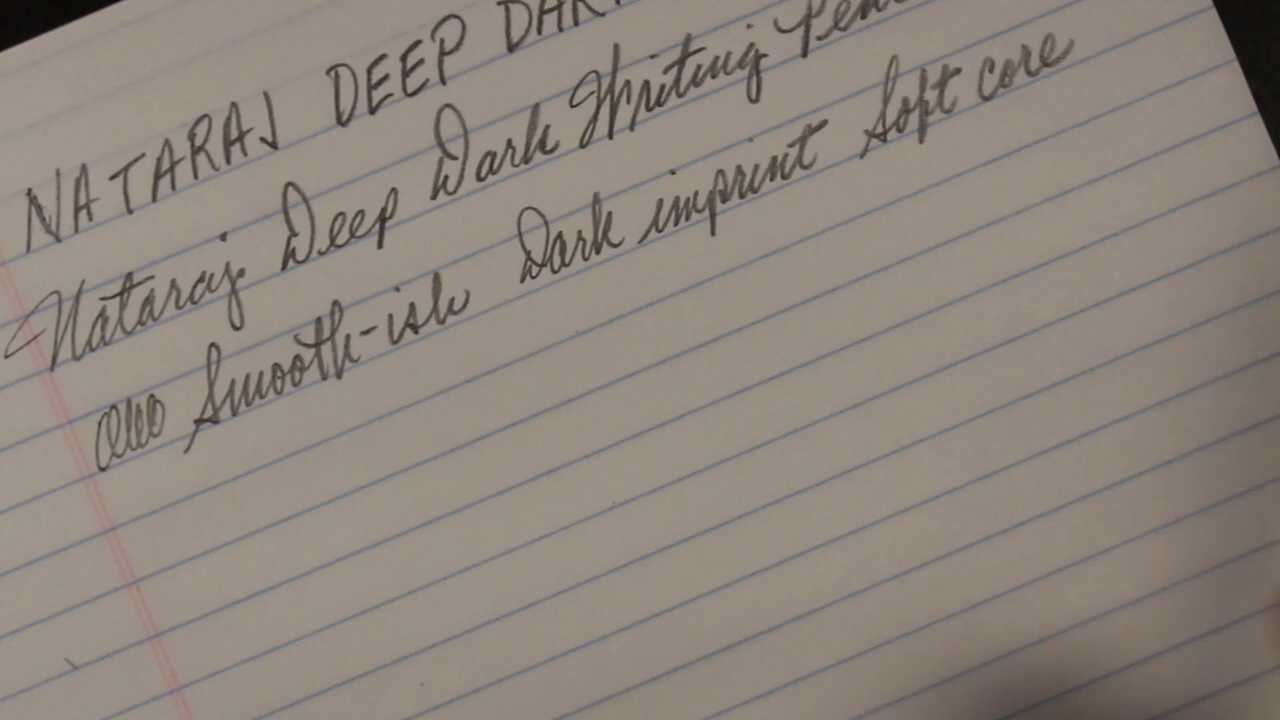 NATARAJ DEEP DAR
Nataraj Deep Dark Writing Pen
Smooth-ish Dark imprint Soft core